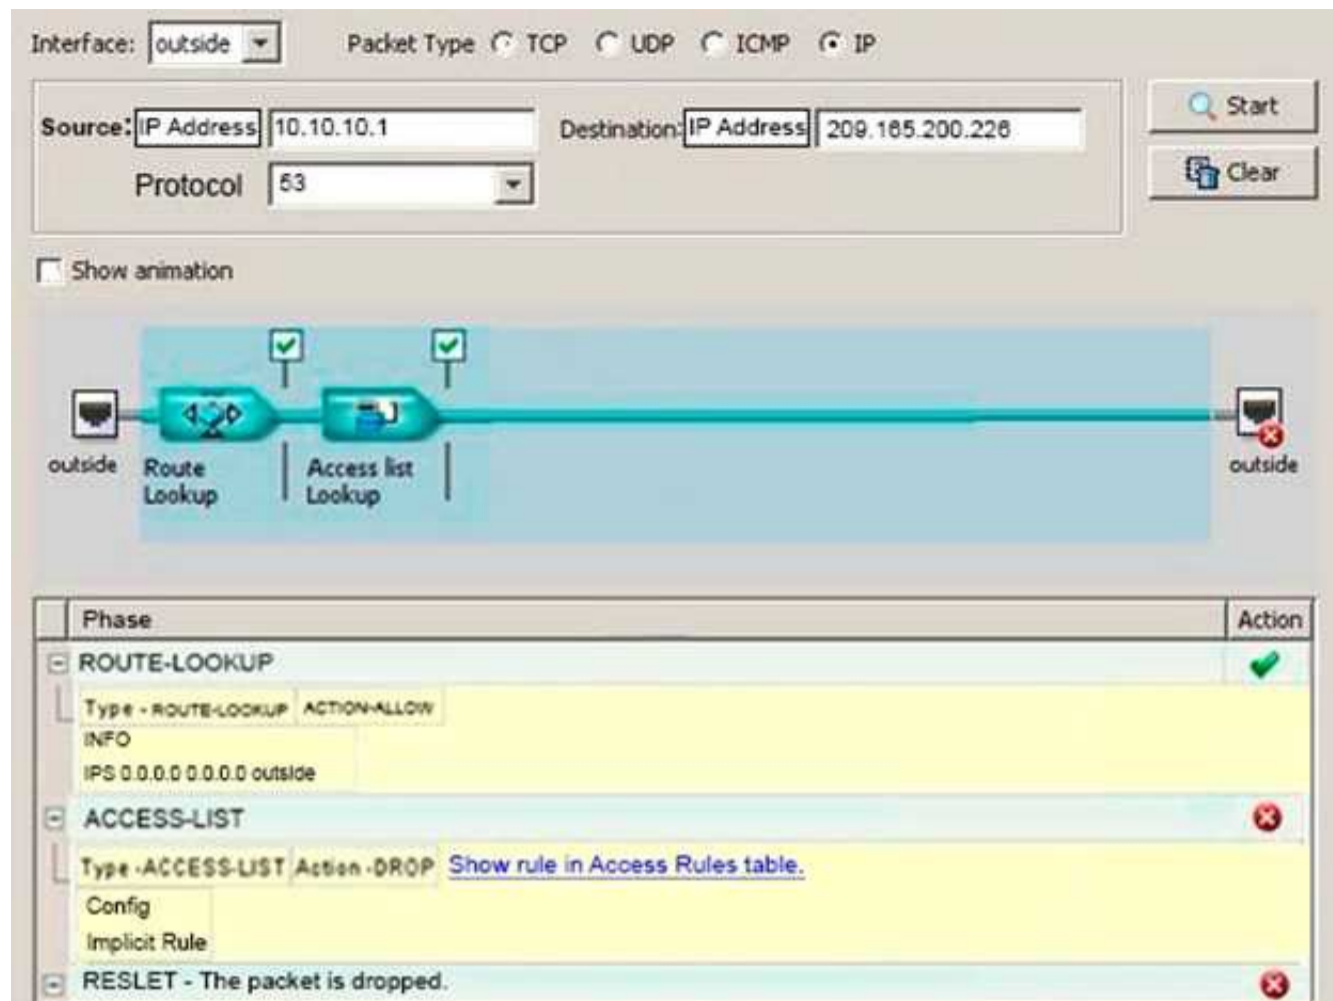 Interface: outside Packet Type TCP UDP ICMP IP
Source: IP Address 10.10.10.1 Destination: IP Address 209.165.200.226
Start
Protocol 53
Clear
Show animation
outside
Route Lookup
Access list Lookup
outside
Phase Action
ROUTE-LOOKUP
Type - ROUTE-LOOKUP ACTION-ALLOW
INFO
IPS 0.0.0.0 0.0.0.0 outside
ACCESS-LIST
Type -ACCESS-LIST Action -DROP Show rule in Access Rules table.
Config
Implicit Rule
RESLET - The packet is dropped.